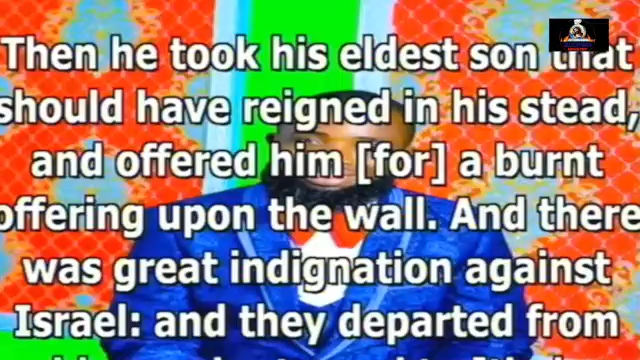 Then he took his eldest son that
should have reigned in his stead,
and offered him [for] a burnt
offering upon the wall. And there
was great indignation against
Israel: and they departed from